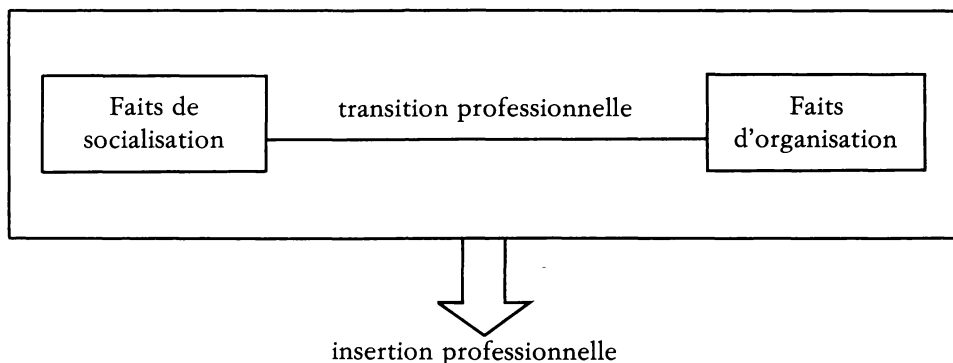 Faits de
socialisation
transition professionnelle
Faits
d'organisation
insertion professionnelle